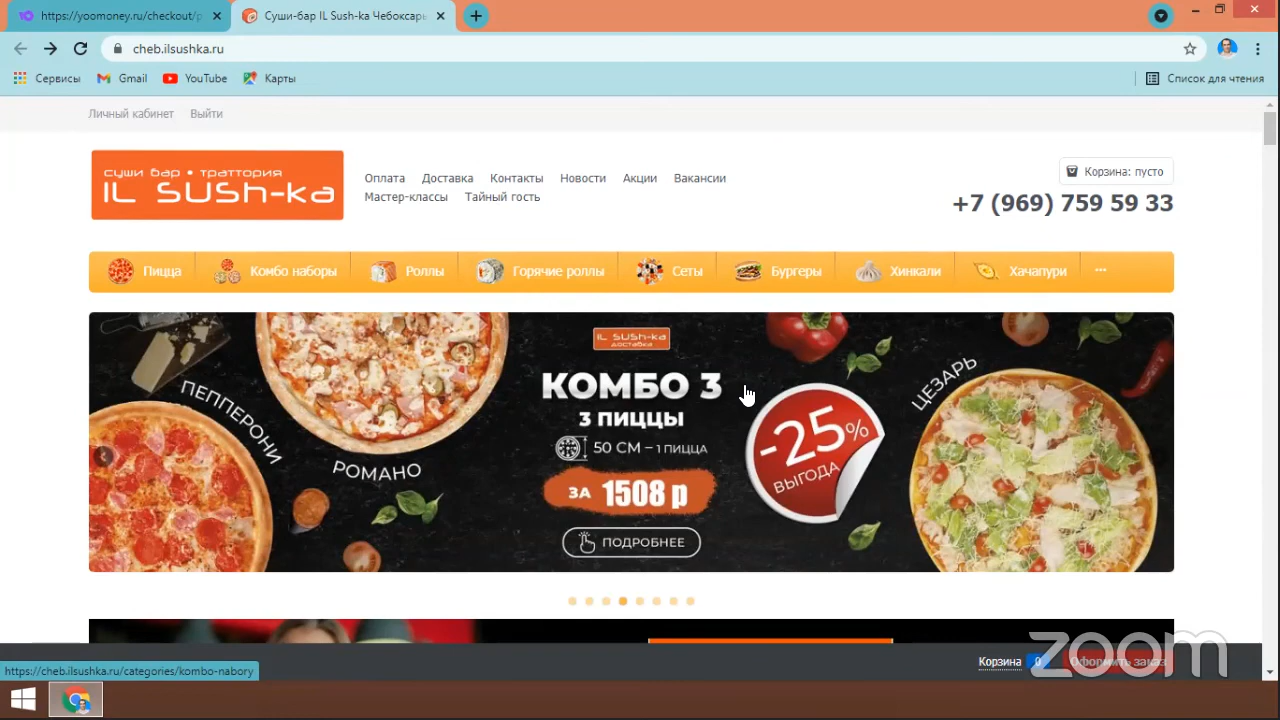 https://yoomoney.ru/checkout/p
Суши-бар IL Sush-ka Чебоксары
cheb.ilsushka.ru
Сервисы Gmail YouTube Карты Список для чтения
Личный кабинет Выйти
суши бар • траттория
IL SUSh-ka
Оплата Доставка Контакты Новости Акции Вакансии
Мастер-классы Тайный гость
Корзина: пусто
+7 (969) 759 59 33
Пицца Комбо наборы Роллы Горячие роллы Сеты Бургеры Хинкали Хачапури ...
IL SUSh-ka
доставка
КОМБО 3
3 ПИЦЦЫ
50 СМ – 1 ПИЦЦА
ЗА 1508 р
ПОДРОБНЕЕ
ПЕППЕРОНИ
РОМАНО
-25%
ВЫГОДА
ЦЕЗАРЬ
Корзина 0 Оформить заказ
zoom
https://cheb.ilsushka.ru/categories/kombo-nabory